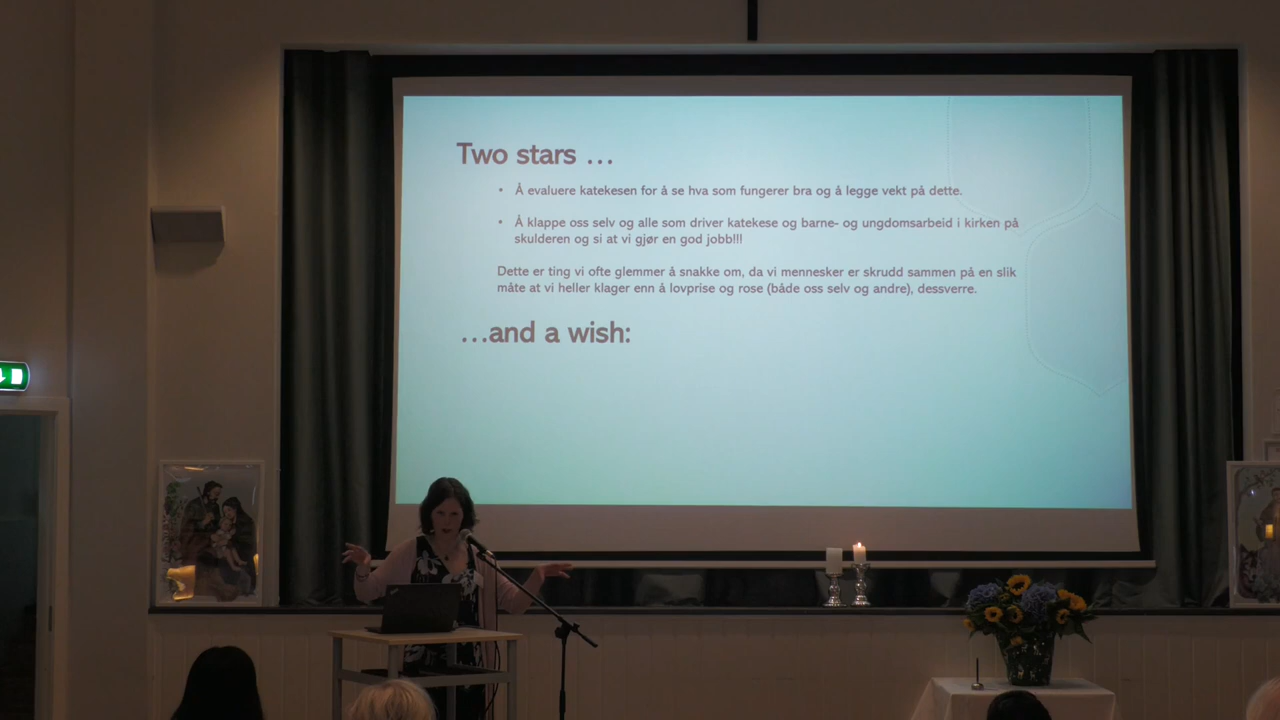 Two stars …
• Å evaluere katekesen for å se hva som fungerer bra og å legge vekt på dette.
• Å klappe oss selv og alle som driver katekese og barne- og ungdomsarbeid i kirken på
skulderen og si at vi gjør en god jobb!!!
Dette er ting vi ofte glemmer å snakke om, da vi mennesker er skrudd sammen på en slik
måte at vi heller klager enn å lovprise og rose (både oss selv og andre), dessverre.
…and a wish: